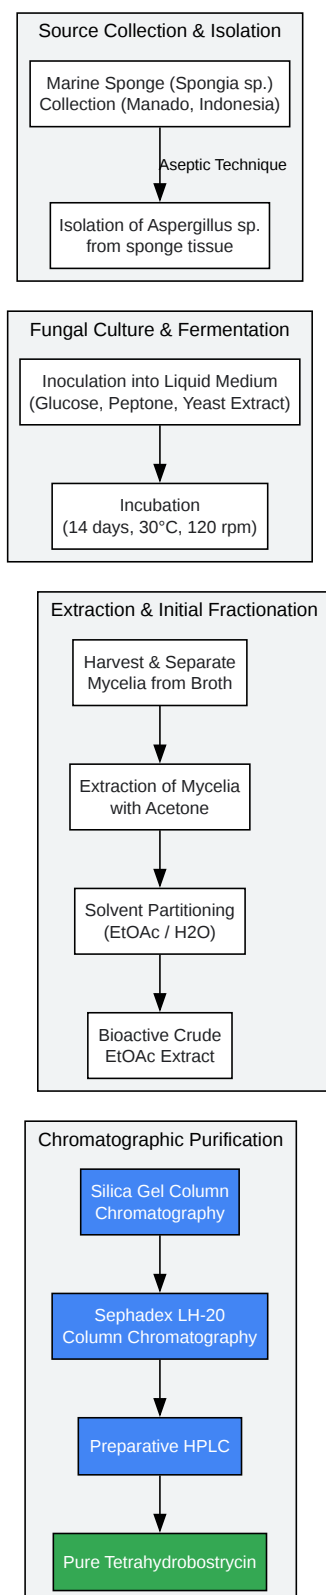 Source Collection & Isolation
Marine Sponge (Spongia sp.)
Collection (Manado, Indonesia)
Aseptic Technique
Isolation of Aspergillus sp.
from sponge tissue
Fungal Culture & Fermentation
Inoculation into Liquid Medium
(Glucose, Peptone, Yeast Extract)
Incubation
(14 days, 30°C, 120 rpm)
Extraction & Initial Fractionation
Harvest & Separate
Mycelia from Broth
Extraction of Mycelia
with Acetone
Solvent Partitioning
(EtOAc / H2O)
Bioactive Crude
EtOAc Extract
Chromatographic Purification
Silica Gel Column
Chromatography
Sephadex LH-20
Column Chromatography
Preparative HPLC
Pure Tetrahydrobostrycin